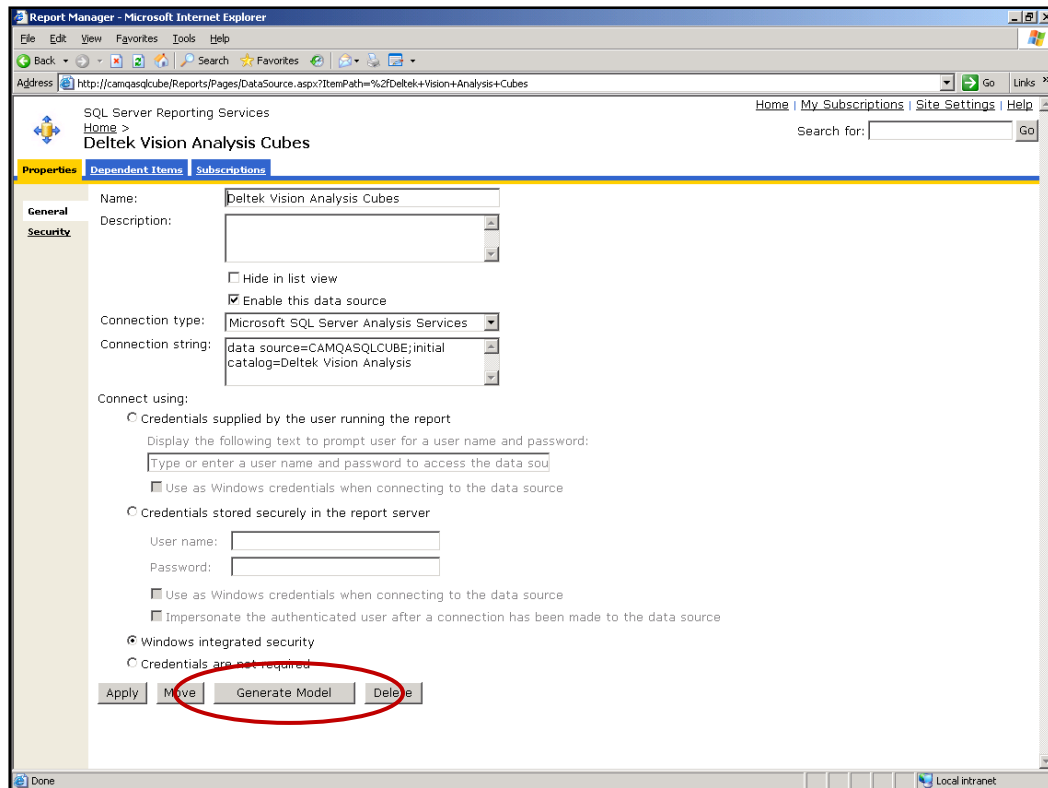 Report Manager - Microsoft Internet Explorer
File Edit View Favorites Tools Help
Back Search Favorites
Address http://camqasqlcube/Reports/Pages/DataSource.aspx?ItemPath=%2fDeltek+Vision+Analysis+Cubes Go Links »
SQL Server Reporting Services
Home | My Subscriptions | Site Settings | Help
Home >
Deltek Vision Analysis Cubes
Search for: Go
Properties Dependent Items Subscriptions
General
Security
Name: Deltek Vision Analysis Cubes
Description:
Hide in list view
Enable this data source
Connection type: Microsoft SQL Server Analysis Services
Connection string: data source=CAMQASQLCUBE;initial
catalog=Deltek Vision Analysis
Connect using:
Credentials supplied by the user running the report
Display the following text to prompt user for a user name and password:
Type or enter a user name and password to access the data sou
Use as Windows credentials when connecting to the data source
Credentials stored securely in the report server
User name:
Password:
Use as Windows credentials when connecting to the data source
Impersonate the authenticated user after a connection has been made to the data source
Windows integrated security
Credentials are not required
Apply Move Generate Model Delete
Done Local intranet